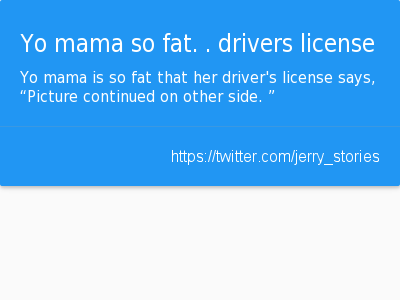 Yo mama so fat. . drivers license
Yo mama is so fat that her driver's license says,
“Picture continued on other side. ”
https://twitter.com/jerry_stories